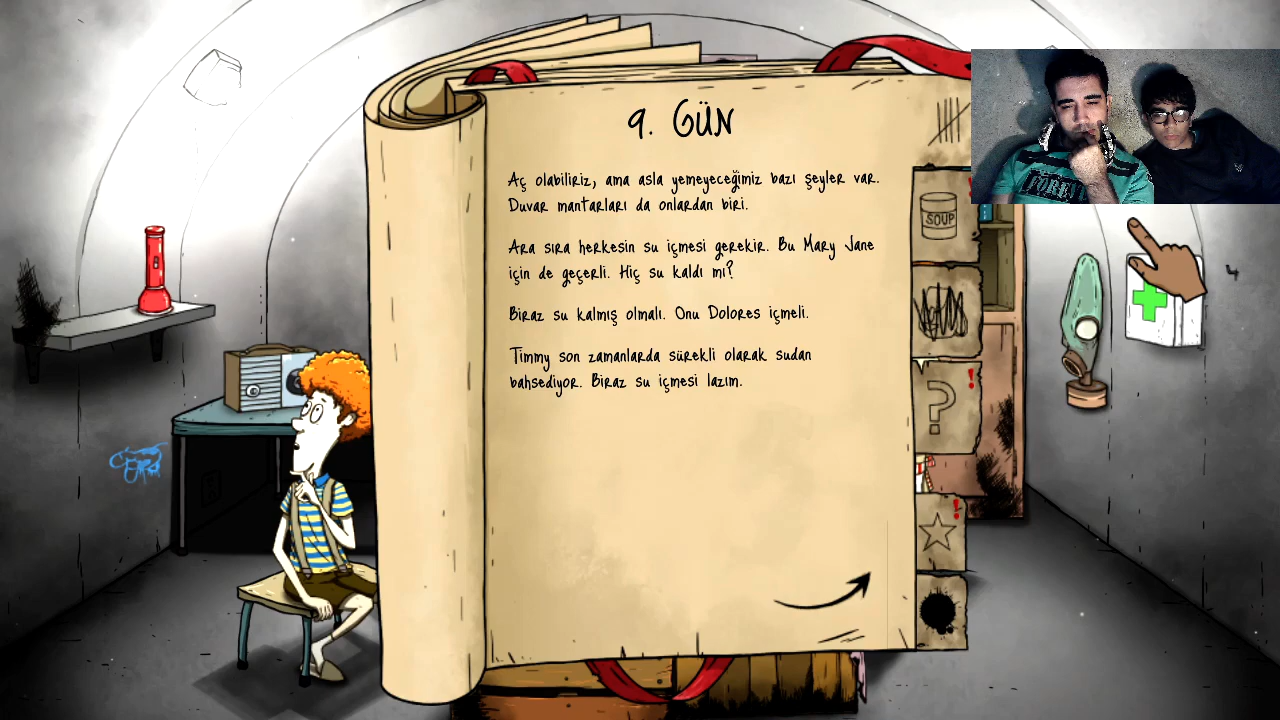 9. GÜN
Aç olabiliriz, ama asla yemeyeceğimiz bazı şeyler var.
Duvar mantarları da onlardan biri.
Ara sıra herkesin su içmesi gerekir. Bu Mary Jane
için de geçerli. Hiç su kaldı mı?
Biraz su kalmış olmalı. Onu Dolores içmeli.
Timmy son zamanlarda sürekli olarak sudan
bahsediyor. Biraz su içmesi lazım.
SOUP
?